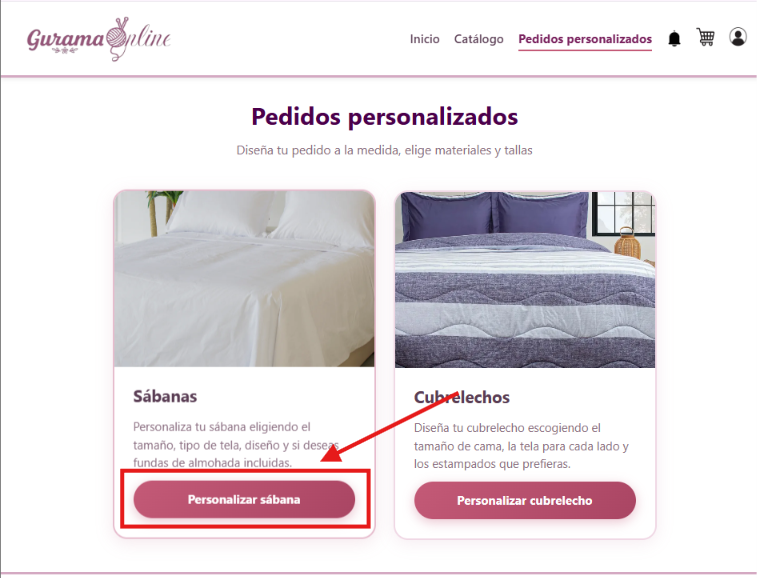 Gurama Online
Inicio Catálogo Pedidos personalizados
Pedidos personalizados
Diseña tu pedido a la medida, elige materiales y tallas
Sábanas
Personaliza tu sábana eligiendo el
tamaño, tipo de tela, diseño y si deseas
fundas de almohada incluidas.
Personalizar sábana
Cubrelechos
Diseña tu cubrelecho escogiendo el
tamaño de cama, la tela para cada lado y
los estampados que prefieras.
Personalizar cubrelecho